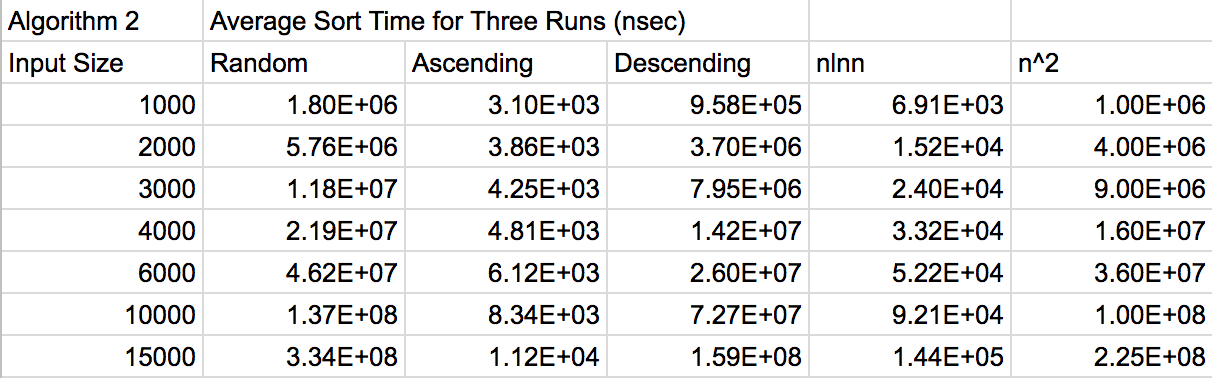 Algorithm 2 Average Sort Time for Three Runs (nsec)
Input Size Random Ascending Descending nlnn n^2
1000 1.80E+06 3.10E+03 9.58E+05 6.91E+03 1.00E+06
2000 5.76E+06 3.86E+03 3.70E+06 1.52E+04 4.00E+06
3000 1.18E+07 4.25E+03 7.95E+06 2.40E+04 9.00E+06
4000 2.19E+07 4.81E+03 1.42E+07 3.32E+04 1.60E+07
6000 4.62E+07 6.12E+03 2.60E+07 5.22E+04 3.60E+07
10000 1.37E+08 8.34E+03 7.27E+07 9.21E+04 1.00E+08
15000 3.34E+08 1.12E+04 1.59E+08 1.44E+05 2.25E+08